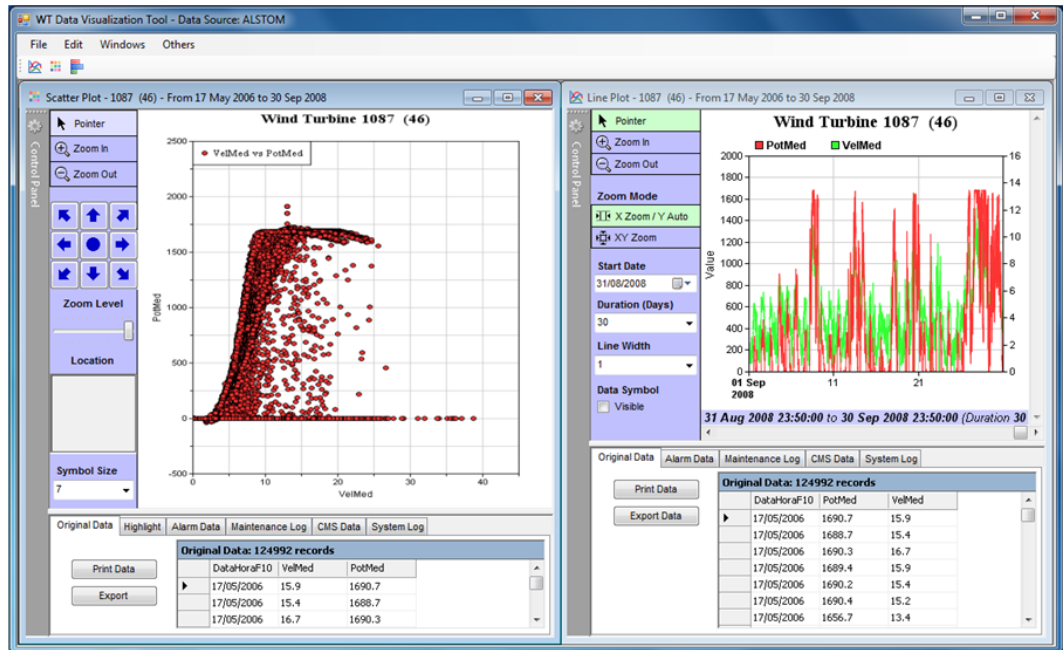 WT Data Visualization Tool - Data Source: ALSTOM
File Edit Windows Others
Scatter Plot - 1087 (46) - From 17 May 2006 to 30 Sep 2008
Control Panel
Pointer
Zoom In
Zoom Out
Zoom Level
Location
Symbol Size
7
Wind Turbine 1087 (46)
VelMed vs PotMed
2500
2000
1500
1000
500
0
-500
PotMed
0 10 20 30 40
VelMed
Original Data Highlight Alarm Data Maintenance Log CMS Data System Log
Print Data
Export
Original Data: 124992 records
DataHoraF10 VelMed PotMed
17/05/2006 15.9 1690.7
17/05/2006 15.4 1688.7
17/05/2006 16.7 1690.3
Line Plot - 1087 (46) - From 17 May 2006 to 30 Sep 2008
Control Panel
Pointer
Zoom In
Zoom Out
Zoom Mode
X Zoom / Y Auto
XY Zoom
Start Date
31/08/2008
Duration (Days)
30
Line Width
1
Data Symbol
Visible
Wind Turbine 1087 (46)
PotMed VelMed
2000
1800
1600
1400
1200
1000
800
600
400
200
0
Value
16
14
12
10
8
6
4
2
0
01 Sep 11 21
2008
31 Aug 2008 23:50:00 to 30 Sep 2008 23:50:00 (Duration 30
Original Data Alarm Data Maintenance Log CMS Data System Log
Print Data
Export Data
Original Data: 124992 records
DataHoraF10 PotMed VelMed
17/05/2006 1690.7 15.9
17/05/2006 1688.7 15.4
17/05/2006 1690.3 16.7
17/05/2006 1689.4 15.9
17/05/2006 1690.2 15.4
17/05/2006 1690.4 15.2
17/05/2006 1656.7 13.4